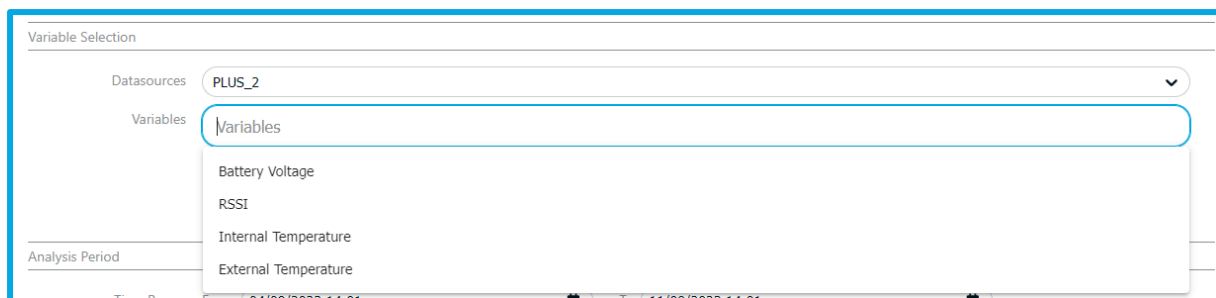 Variable Selection
Datasources PLUS_2
Variables Variables
Battery Voltage
RSSI
Internal Temperature
External Temperature
Analysis Period